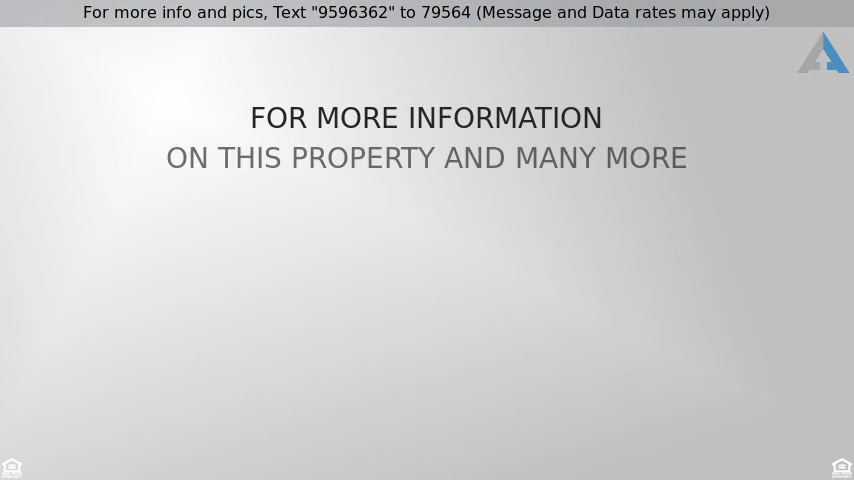 For more info and pics, Text "9596362" to 79564 (Message and Data rates may apply)
FOR MORE INFORMATION
ON THIS PROPERTY AND MANY MORE